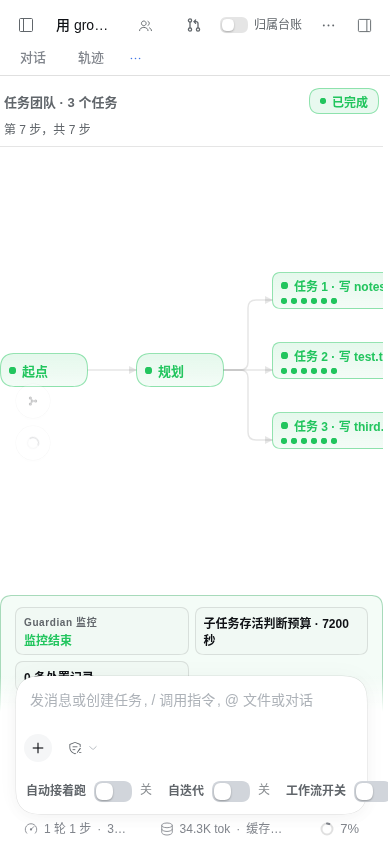 用 gro…
归属台账
对话
轨迹
任务团队 · 3 个任务
已完成
第 7 步，共 7 步
任务 1 · 写 notes
任务 2 · 写 test.t
起点
规划
任务 3 · 写 third.
Guardian 监控
监控结束
子任务存活判断预算 · 7200
秒
发消息或创建任务, / 调用指令, @ 文件或对话
自动接着跑
关
自迭代
关
工作流开关
1 轮 1 步 · 3…
34.3K tok · 缓存…
7%